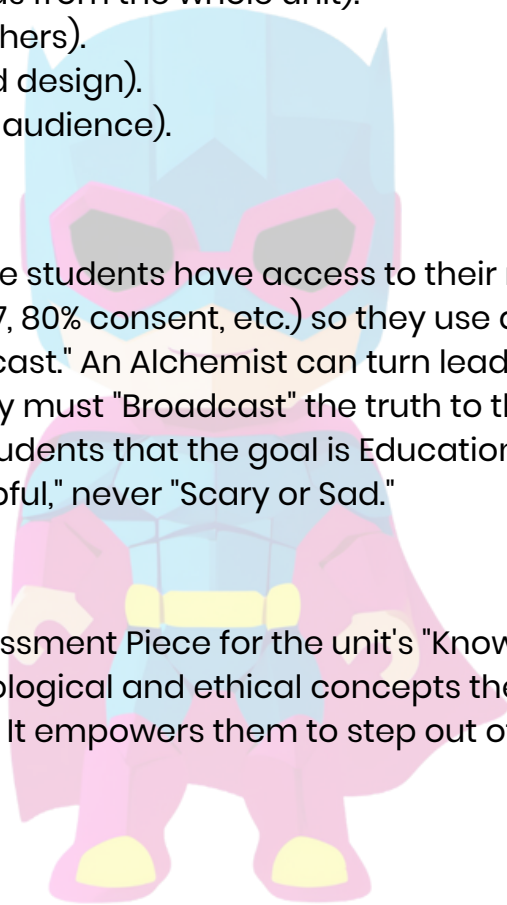 hers).
d design).
audience).
e students have access to their
7, 80% consent, etc.) so they use
cast." An Alchemist can turn lead
y must "Broadcast" the truth to
udents that the goal is Education
pful," never "Scary or Sad."
ssment Piece for the unit's "Know
ological and ethical concepts the
It empowers them to step out of